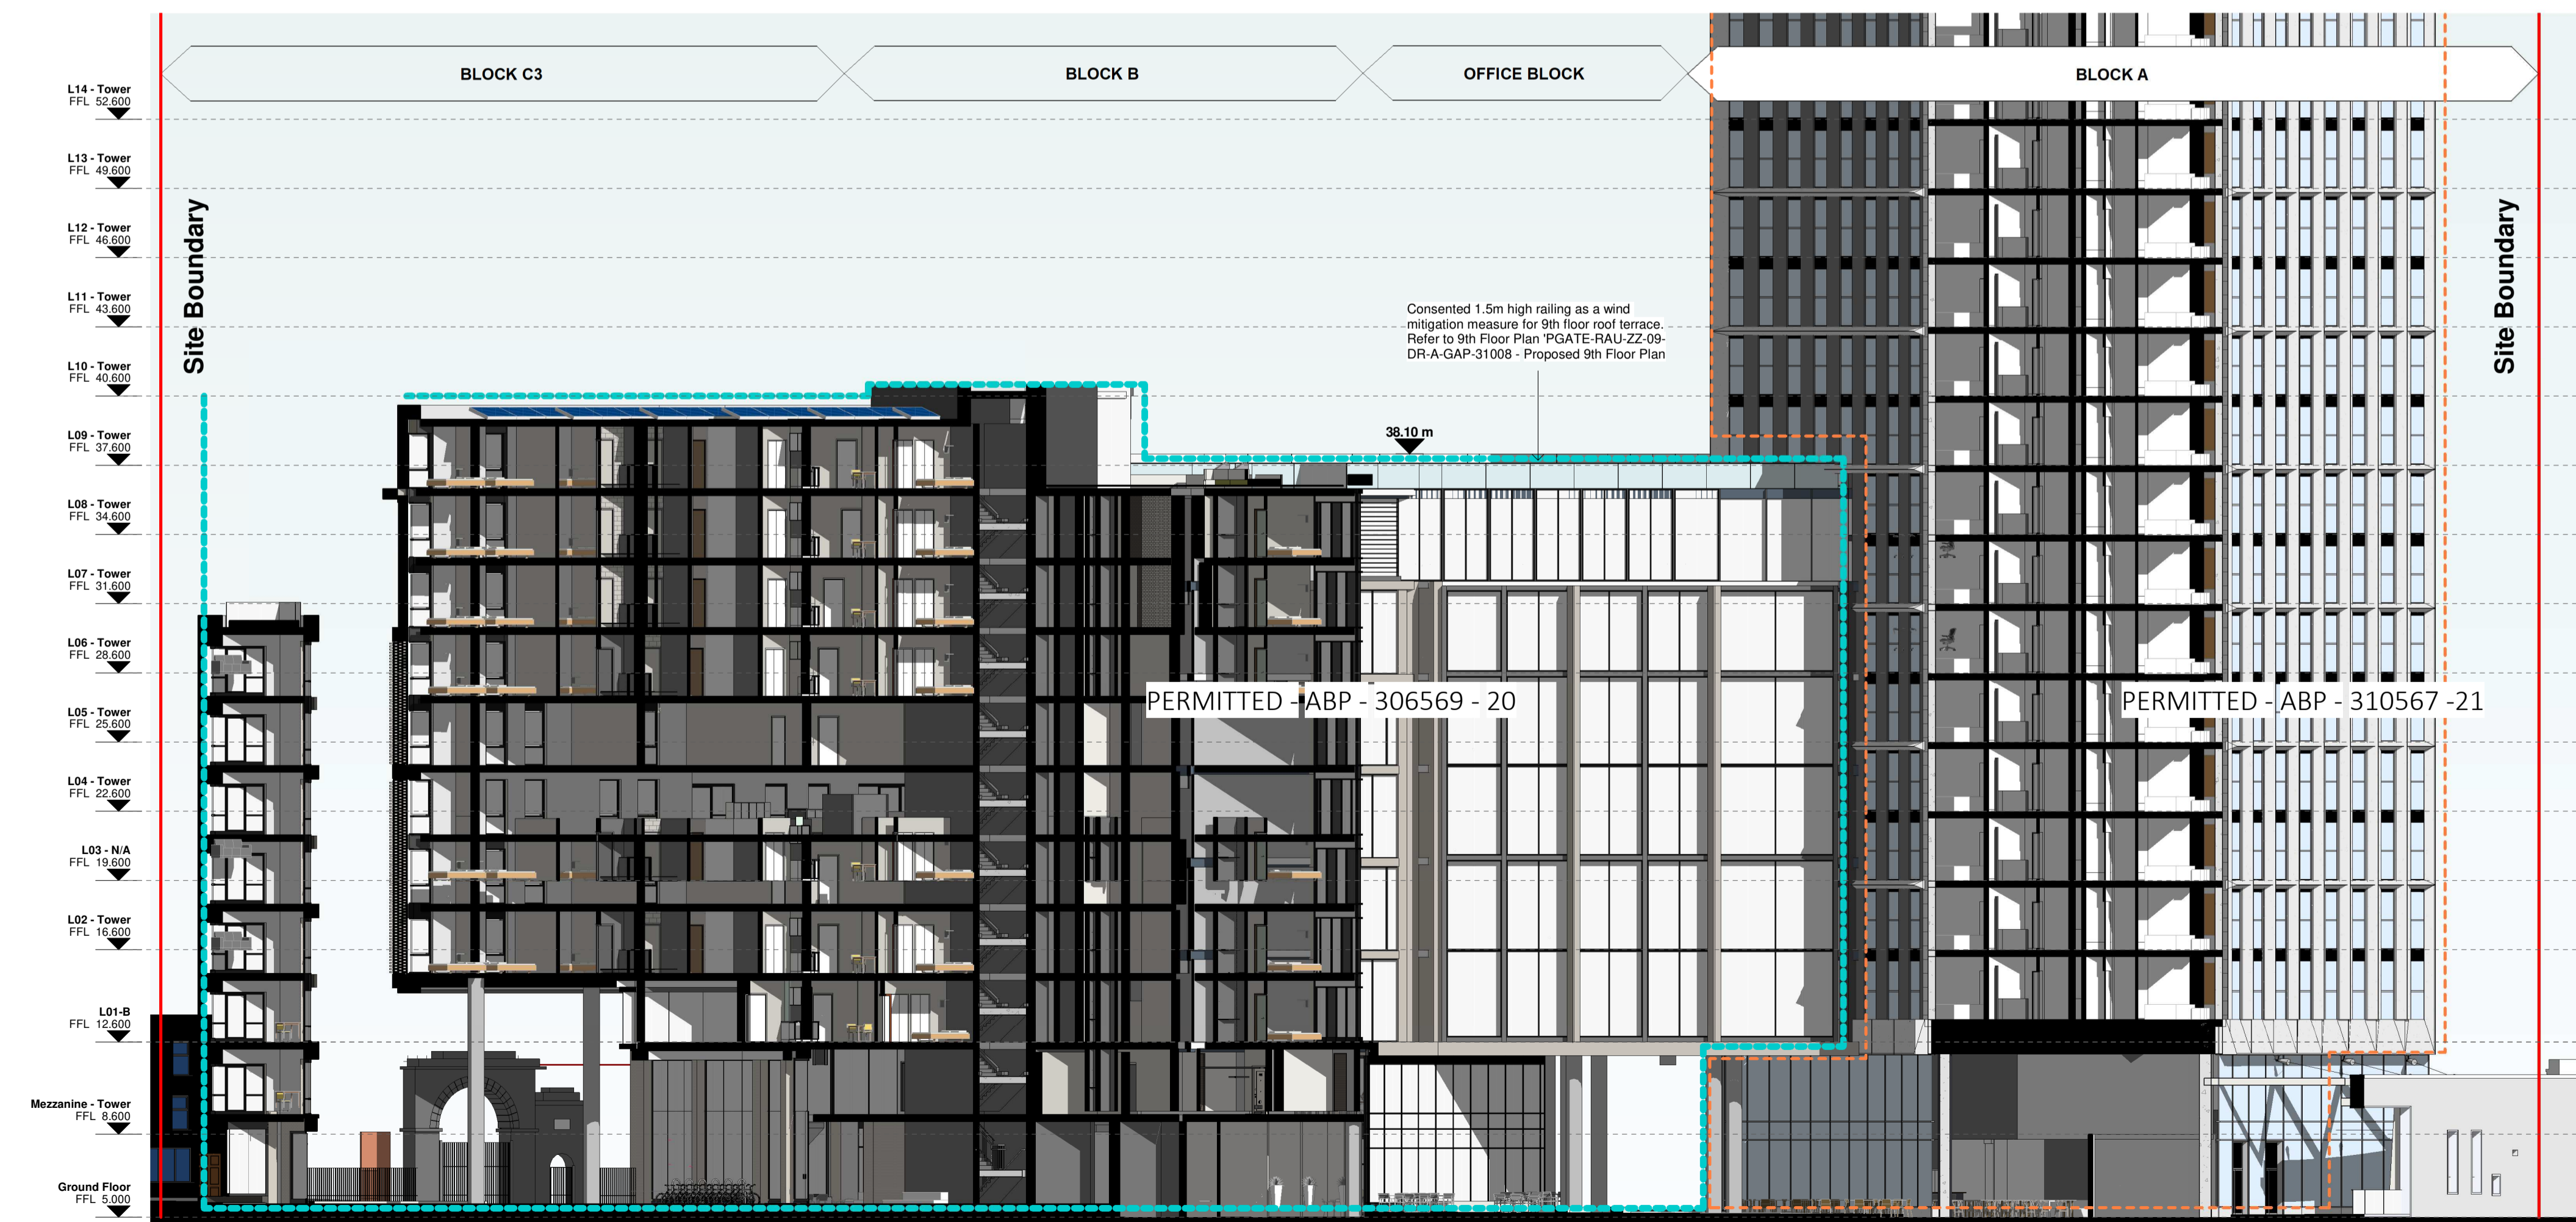 BLOCK C3
BLOCK B
OFFICE BLOCK
BLOCK A
L14 - Tower
FFL 52.600
L13 - Tower
FFL 49.600
L12 - Tower
FFL 46.600
L11 - Tower
FFL 43.600
L10 - Tower
FFL 40.600
L09 - Tower
FFL 37.600
L08 - Tower
FFL 34.600
L07 - Tower
FFL 31.600
L06 - Tower
FFL 28.600
L05 - Tower
FFL 25.600
L04 - Tower
FFL 22.600
L03 - N/A
FFL 19.600
L02 - Tower
FFL 16.600
L01-B
FFL 12.600
Mezzanine - Tower
FFL 8.600
Ground Floor
FFL 5.000
Site Boundary
Consented 1.5m high railing as a wind
mitigation measure for 9th floor roof terrace.
Refer to 9th Floor Plan 'PGATE-RAU-ZZ-09-
DR-A-GAP-31008 - Proposed 9th Floor Plan
38.10 m
PERMITTED - ABP - 306569 - 20
PERMITTED - ABP - 310567 -21
Site Boundary